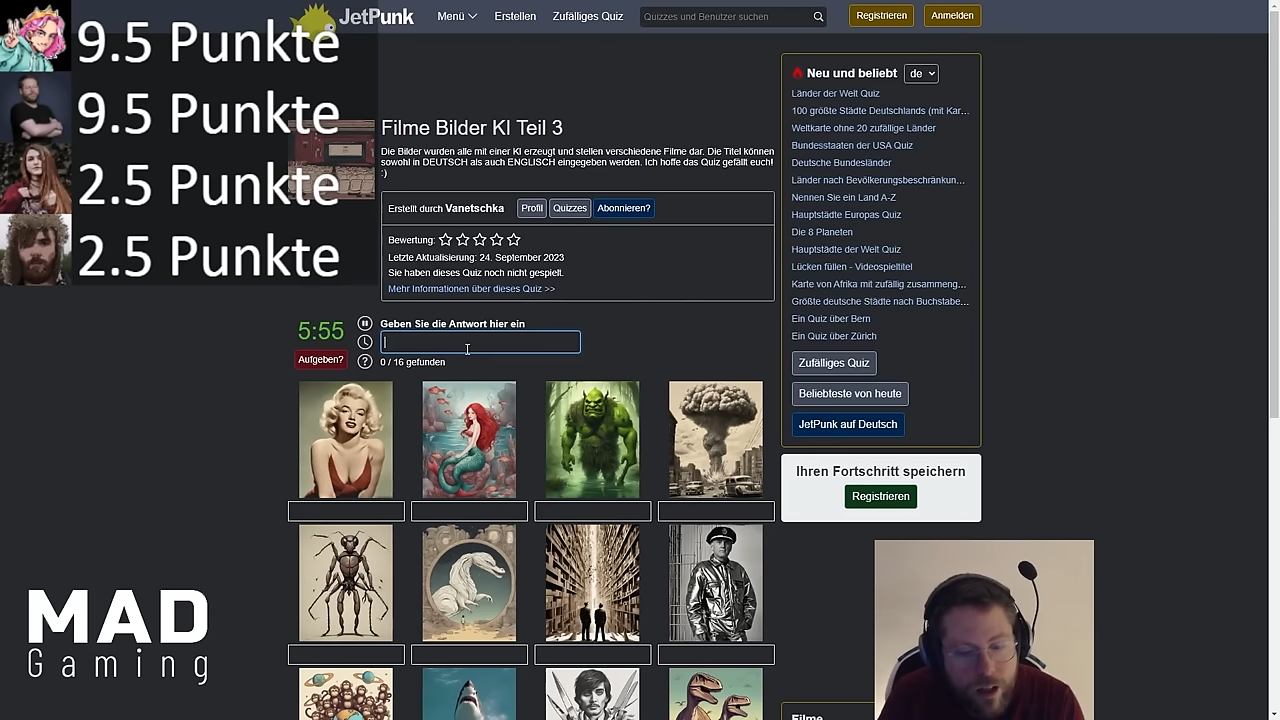 JetPunk
Menü
Erstellen
Zufälliges Quiz
Quizzes und Benutzer suchen
Registrieren
Anmelden
9.5 Punkte
9.5 Punkte
2.5 Punkte
2.5 Punkte
Filme Bilder KI Teil 3
Die Bilder wurden alle mit einer KI erzeugt und stellen verschiedene Filme dar. Die Titel können
sowohl in DEUTSCH als auch ENGLISCH eingegeben werden. Ich hoffe das Quiz gefällt euch!
:)
Erstellt durch Vanetschka
Profil
Quizzes
Abonnieren?
Bewertung:
Letzte Aktualisierung: 24. September 2023
Sie haben dieses Quiz noch nicht gespielt.
Mehr Informationen über dieses Quiz >>
5:55
Aufgeben?
Geben Sie die Antwort hier ein
0 / 16 gefunden
Neu und beliebt
de
Länder der Welt Quiz
100 größte Städte Deutschlands (mit Kar...
Weltkarte ohne 20 zufällige Länder
Bundesstaaten der USA Quiz
Deutsche Bundesländer
Länder nach Bevölkerungsbeschränkun...
Nennen Sie ein Land A-Z
Hauptstädte Europas Quiz
Die 8 Planeten
Hauptstädte der Welt Quiz
Lücken füllen - Videospieltitel
Karte von Afrika mit zufällig zusammeng...
Größte deutsche Städte nach Buchstabe...
Ein Quiz über Bern
Ein Quiz über Zürich
Zufälliges Quiz
Beliebteste von heute
JetPunk auf Deutsch
Ihren Fortschritt speichern
Registrieren
MAD
Gaming
Filme